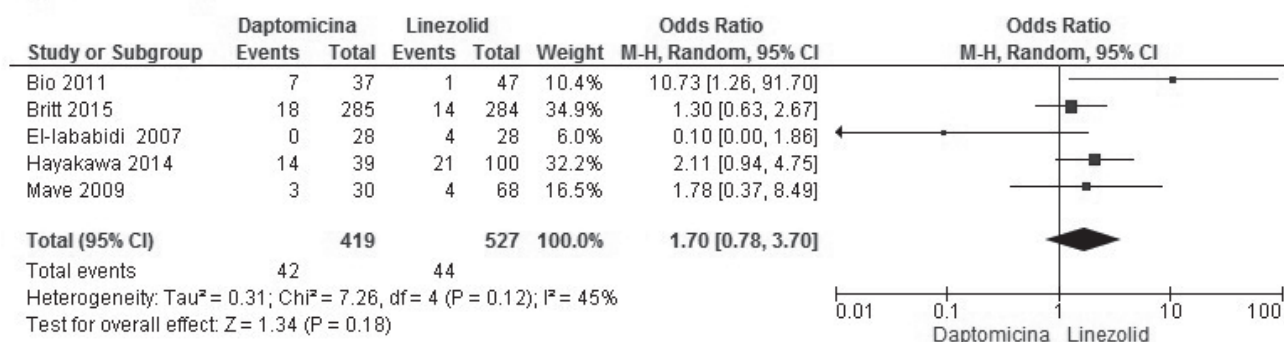 Daptomicina Linezolid Odds Ratio Odds Ratio
Study or Subgroup Events Total Events Total Weight M-H, Random, 95% CI M-H, Random, 95% CI
Bio 2011 7 37 1 47 10.4% 10.73 [1.26, 91.70]
Britt 2015 18 285 14 284 34.9% 1.30 [0.63, 2.67]
El-lababidi 2007 0 28 4 28 6.0% 0.10 [0.00, 1.86]
Hayakawa 2014 14 39 21 100 32.2% 2.11 [0.94, 4.75]
Mave 2009 3 30 4 68 16.5% 1.78 [0.37, 8.49]
Total (95% CI) 419 527 100.0% 1.70 [0.78, 3.70]
Total events 42 44
Heterogeneity: Tau² = 0.31; Chi² = 7.26, df = 4 (P = 0.12); I² = 45%
Test for overall effect: Z = 1.34 (P = 0.18)
0.01 0.1 1 10 100
Daptomicina Linezolid